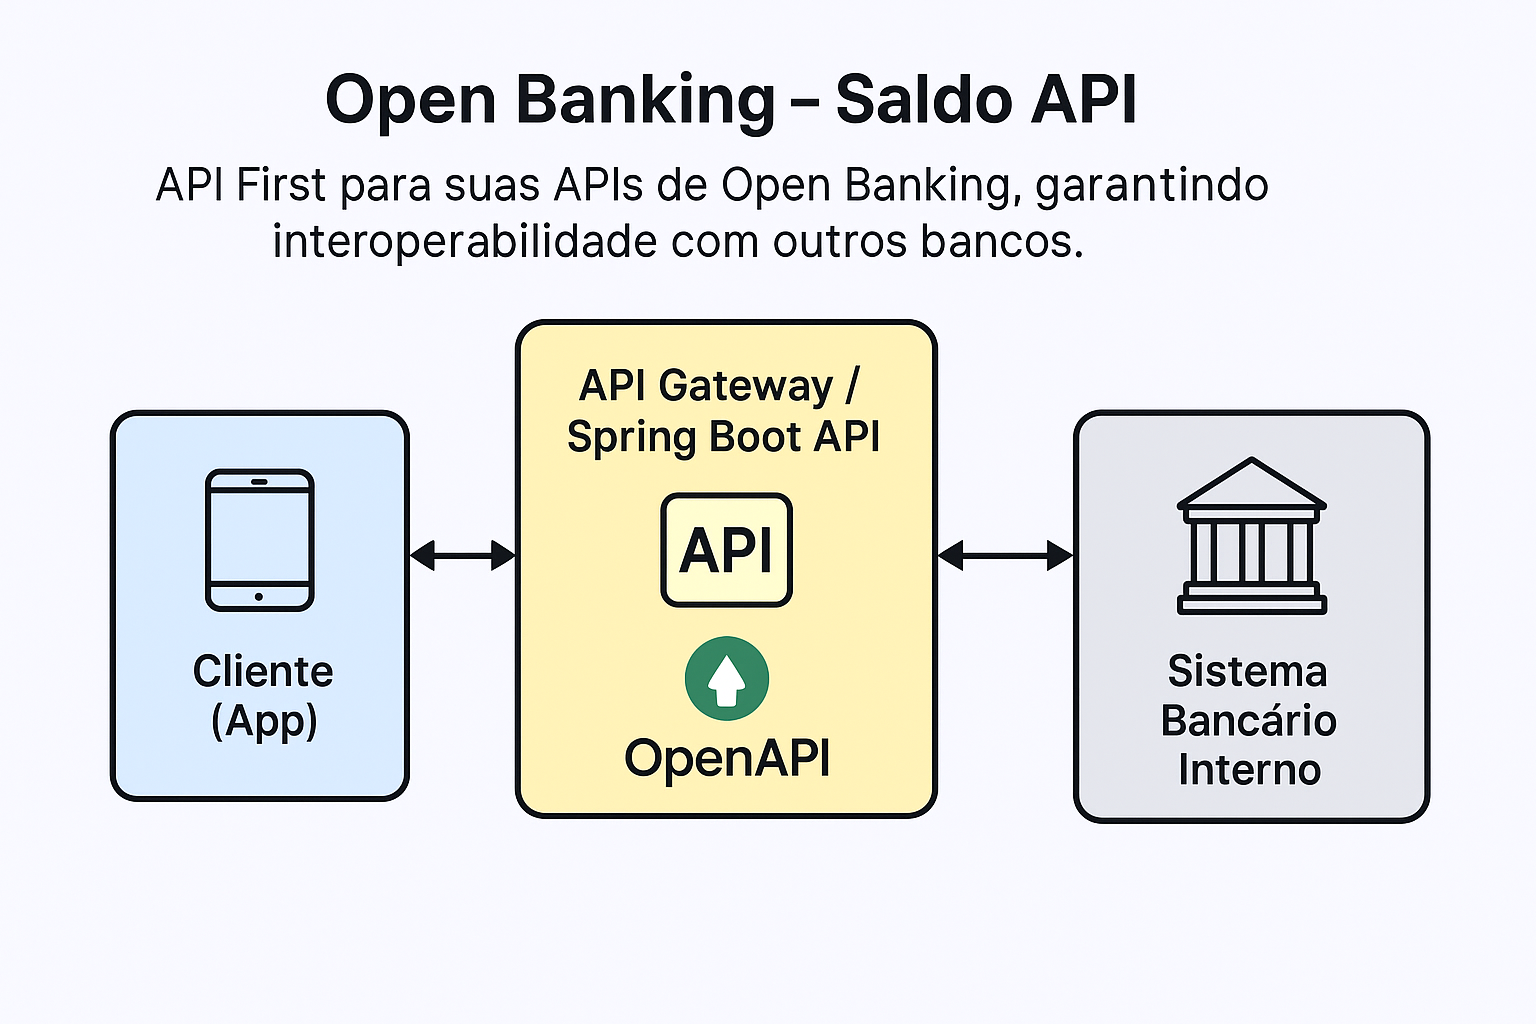 Open Banking – Saldo API
API First para suas APIs de Open Banking, garantindo
interoperabilidade com outros bancos.
Cliente
(App)
API Gateway /
Spring Boot API
API
OpenAPI
Sistema
Bancário
Interno